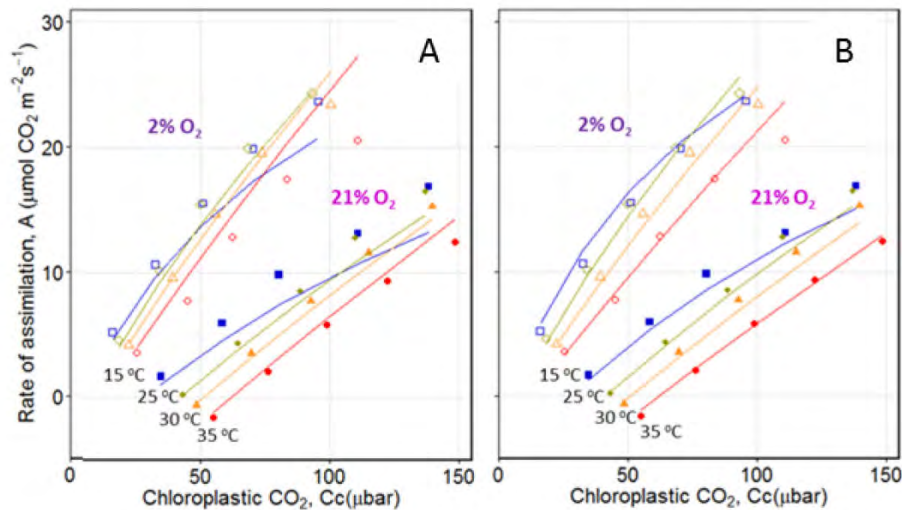 Rate of assimilation, A (μmol CO₂ m⁻² s⁻¹)
30
20
10
0
A
2% O₂
21% O₂
15 ºC
25 ºC
30 ºC
35 ºC
0
50
100
150
Chloroplastic CO₂, Cc(μbar)
B
2% O₂
21% O₂
15 ºC
25 ºC
30 ºC
35 ºC
0
50
100
150
Chloroplastic CO₂, Cc(μbar)